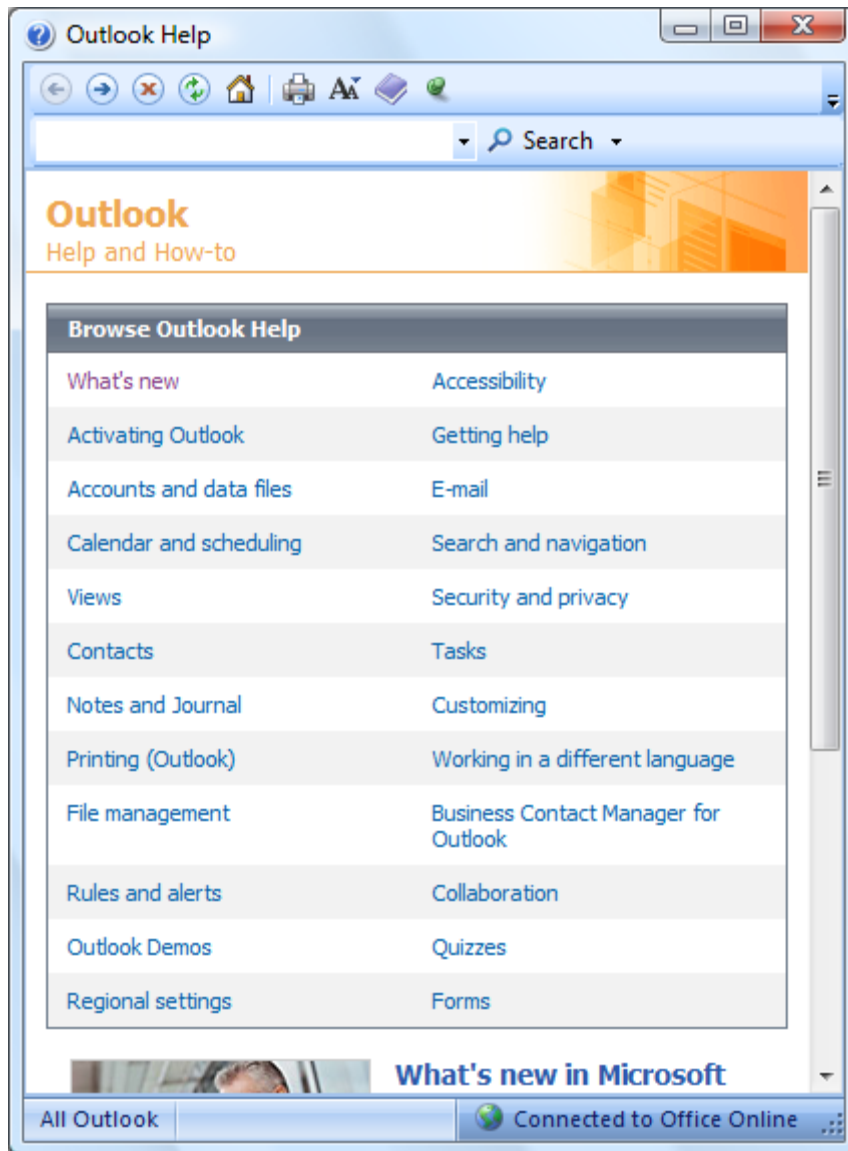 Outlook Help
Search
Outlook
Help and How-to
Browse Outlook Help
What's new Accessibility
Activating Outlook Getting help
Accounts and data files E-mail
Calendar and scheduling Search and navigation
Views Security and privacy
Contacts Tasks
Notes and Journal Customizing
Printing (Outlook) Working in a different language
File management Business Contact Manager for
Outlook
Rules and alerts Collaboration
Outlook Demos Quizzes
Regional settings Forms
What's new in Microsoft
All Outlook Connected to Office Online